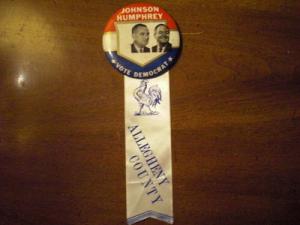 JOHNSON
HUMPHREY
★ VOTE DEMOCRAT ★
ALLEGHENY
COUNTY